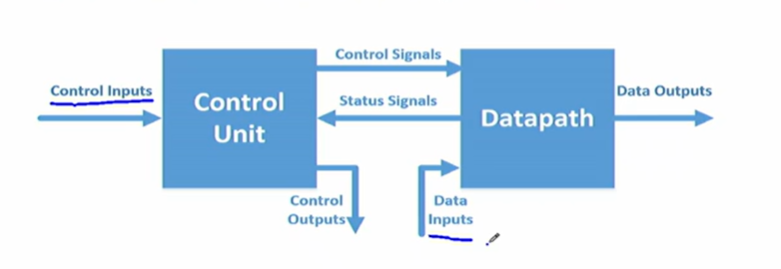 Control Signals
Control Inputs
Control
Unit
Status Signals
Datapath
Data Outputs
Control
Outputs
Data
Inputs